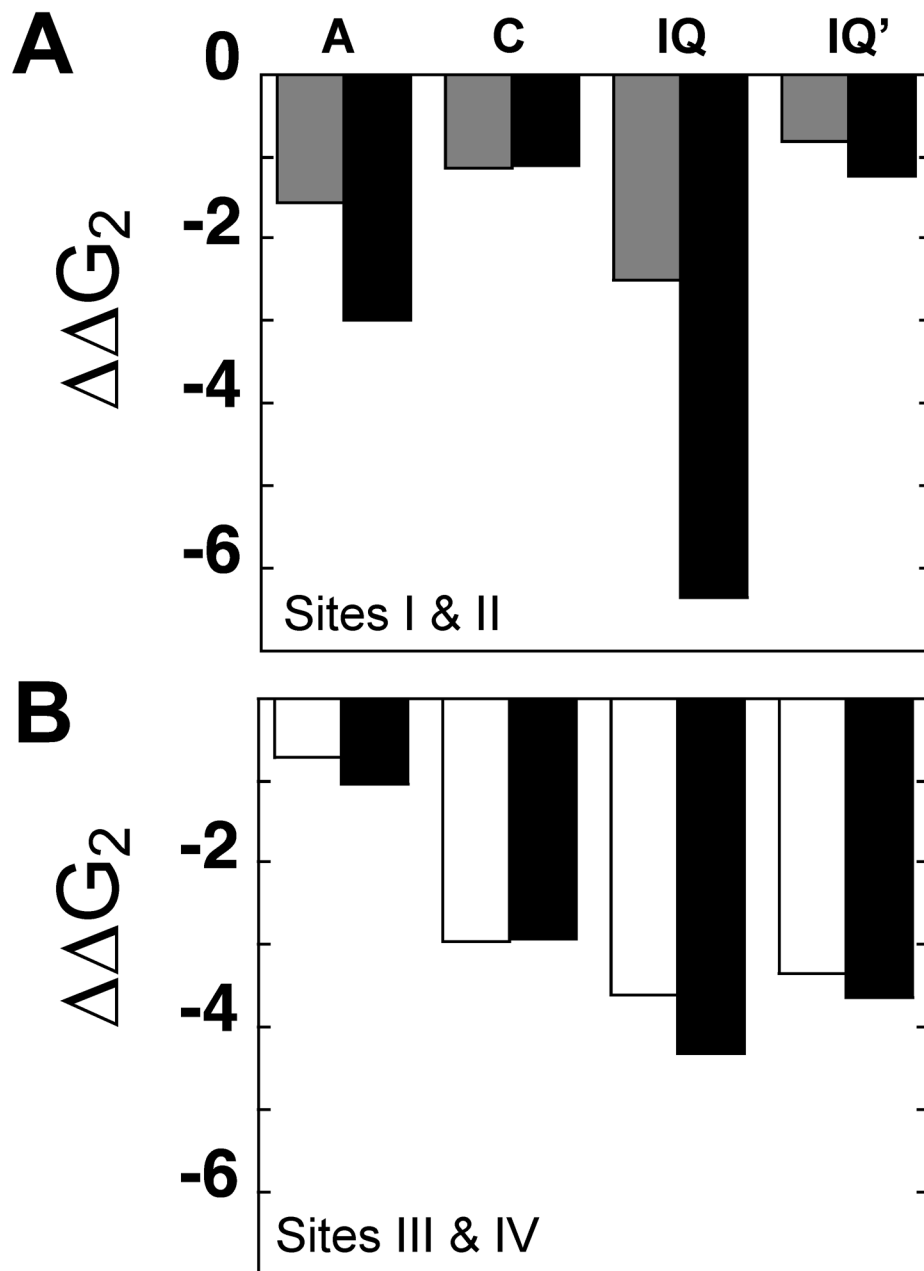 A
A C IQ IQ’
0
-2
-4
-6
ΔΔG2
Sites I & II
B
-2
-4
-6
ΔΔG2
Sites III & IV